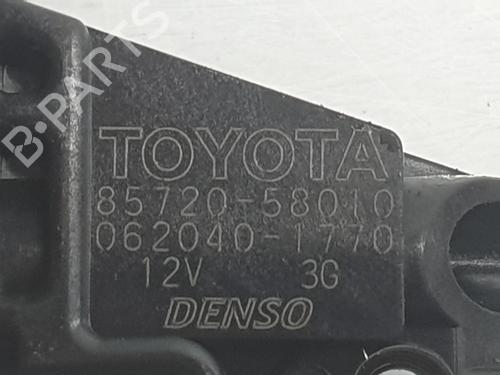 B·PARTS
TOYOTA
85720-58010
062040-1770
12V 3G
DENSO